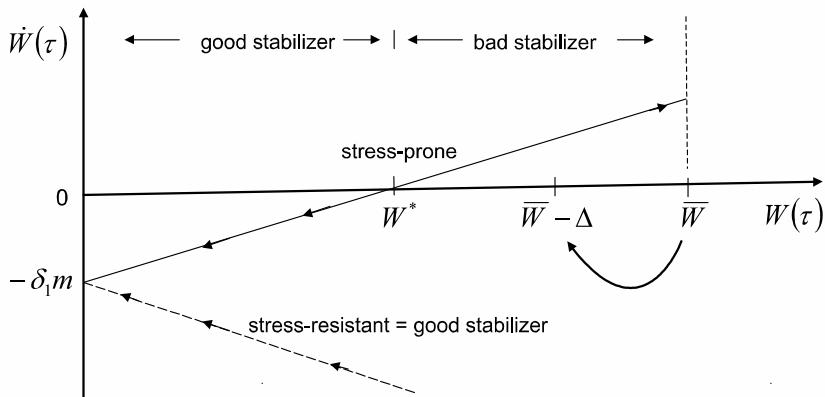 Ẇ(τ)
good stabilizer
bad stabilizer
stress-prone
0
W*
W̅ − Δ
W̅
W(τ)
−δ₁m
stress-resistant = good stabilizer